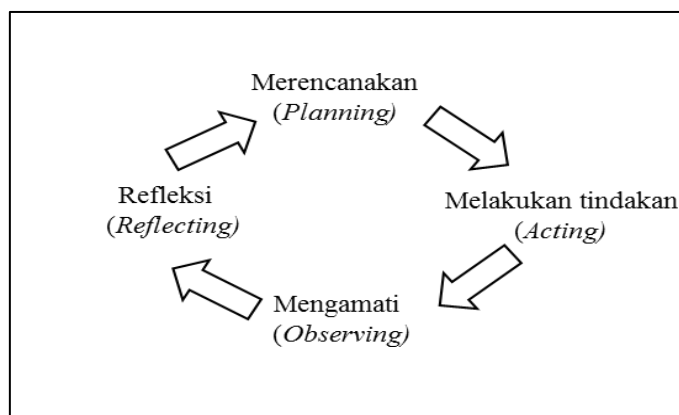 Merencanakan
(Planning)
Melakukan tindakan
(Acting)
Mengamati
(Observing)
Refleksi
(Reflecting)